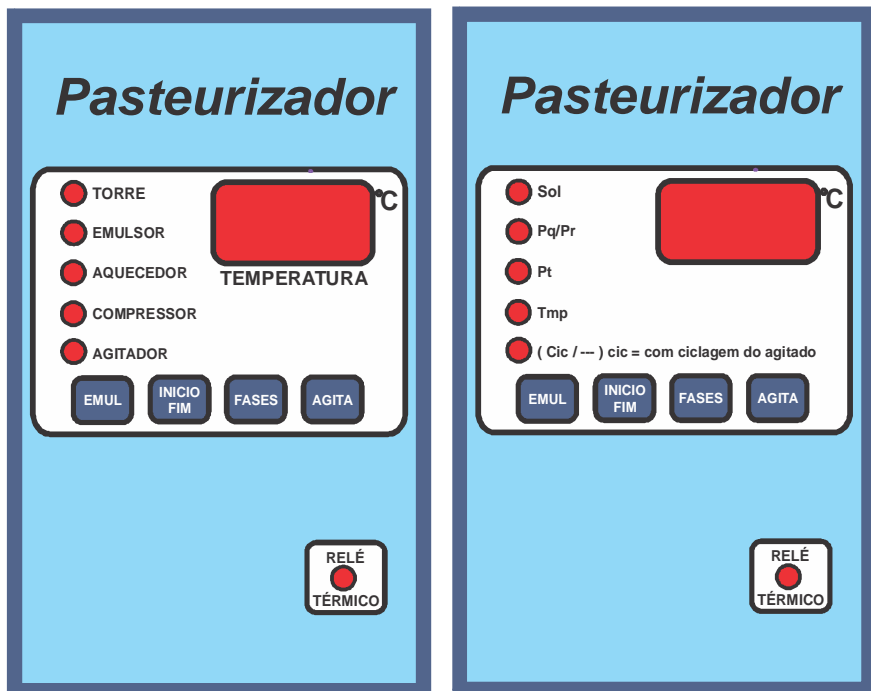 Pasteurizador
TORRE
°C
EMULSOR
AQUECEDOR
TEMPERATURA
COMPRESSOR
AGITADOR
EMUL
INICIO
FIM
FASES
AGITA
RELÉ
TÉRMICO
Pasteurizador
Sol
°C
Pq/Pr
Pt
Tmp
( Cic / --- ) cic = com ciclagem do agitado
EMUL
INICIO
FIM
FASES
AGITA
RELÉ
TÉRMICO